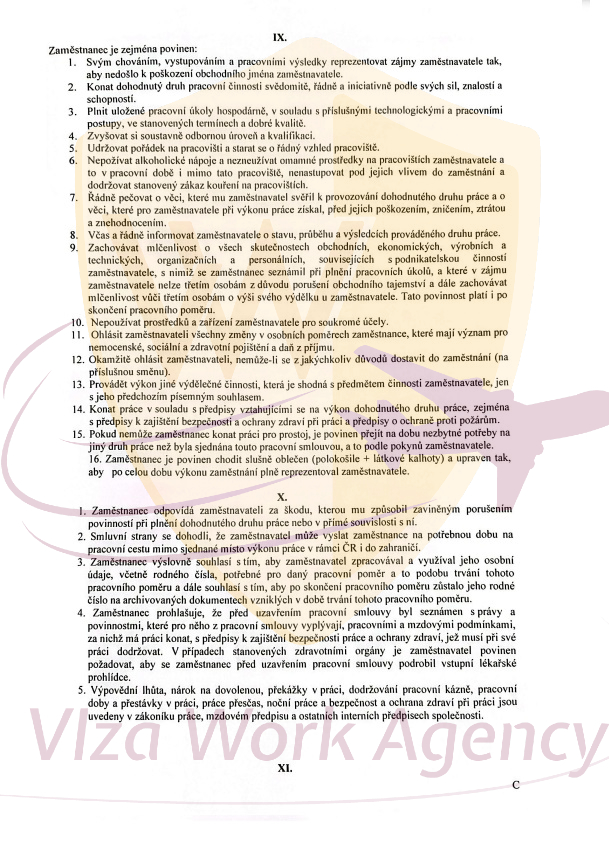 IX.
Zaměstnanec je zejména povinen:
1. Svým chováním, vystupováním a pracovními výsledky reprezentovat zájmy zaměstnavatele tak,
aby nedošlo k poškození obchodního jména zaměstnavatele.
2. Konat dohodnutý druh pracovní činnosti svědomitě, řádně a iniciativně podle svých sil, znalostí a
schopností.
3. Plnit uložené pracovní úkoly hospodárně, v souladu s příslušnými technologickými a pracovními
postupy, ve stanovených termínech a dobré kvalitě.
4. Zvyšovat si soustavně odbornou úroveň a kvalifikaci.
5. Udržovat pořádek na pracovišti a starat se o řádný vzhled pracoviště.
6. Nepožívat alkoholické nápoje a nezneužívat omamné prostředky na pracovištích zaměstnavatele a
to v pracovní době i mimo tato pracoviště, nenastupovat pod jejich vlivem do zaměstnání a
dodržovat stanovený zákaz kouření na pracovištích.
7. Řádně pečovat o věci, které mu zaměstnavatel svěřil k provozování dohodnutého druhu práce a o
věci, které pro zaměstnavatele při výkonu práce získal, před jejich poškozením, zničením, ztrátou
a znehodnocením.
8. Včas a řádně informovat zaměstnavatele o stavu, průběhu a výsledcích prováděného druhu práce.
9. Zachovávat mlčenlivost o všech skutečnostech obchodních, ekonomických, výrobních a
technických, organizačních a personálních, souvisejících s podnikatelskou činností
zaměstnavatele, s nimiž se zaměstnanec seznámil při plnění pracovních úkolů, a které v zájmu
zaměstnavatele nelze třetím osobám z důvodu porušení obchodního tajemství a dále zachovávat
mlčenlivost vůči třetím osobám o výši svého výdělku u zaměstnavatele. Tato povinnost platí i po
skončení pracovního poměru.
10. Nepoužívat prostředků a zařízení zaměstnavatele pro soukromé účely.
11. Ohlásit zaměstnavateli všechny změny v osobních poměrech zaměstnance, které mají význam pro
nemocenské, sociální a zdravotní pojištění a daň z příjmu.
12. Okamžitě ohlásit zaměstnavateli, nemůže-li se z jakýchkoliv důvodů dostavit do zaměstnání (na
příslušnou směnu).
13. Provádět výkon jiné výdělečné činnosti, která je shodná s předmětem činnosti zaměstnavatele, jen
s jeho předchozím písemným souhlasem.
14. Konat práce v souladu s předpisy vztahujícími se na výkon dohodnutého druhu práce, zejména
s předpisy k zajištění bezpečnosti a ochrany zdraví při práci a předpisy o ochraně proti požárům.
15. Pokud nemůže zaměstnanec konat práci pro prostoj, je povinen přejít na dobu nezbytné potřeby na
jiný druh práce než byla sjednána touto pracovní smlouvou, a to podle pokynů zaměstnavatele.
16. Zaměstnanec je povinen chodit slušně oblečen (polokošile + látkové kalhoty) a upraven tak,
aby po celou dobu výkonu zaměstnání plně reprezentoval zaměstnavatele.
X.
1. Zaměstnanec odpovídá zaměstnavateli za škodu, kterou mu způsobil zaviněným porušením
povinností při plnění dohodnutého druhu práce nebo v přímé souvislosti s ní.
2. Smluvní strany se dohodli, že zaměstnavatel může vyslat zaměstnance na potřebnou dobu na
pracovní cestu mimo sjednané místo výkonu práce v rámci ČR i do zahraničí.
3. Zaměstnanec výslovně souhlasí s tím, aby zaměstnavatel zpracovával a využíval jeho osobní
údaje, včetně rodného čísla, potřebné pro daný pracovní poměr a to podobu trvání tohoto
pracovního poměru a dále souhlasí s tím, aby po skončení pracovního poměru zůstalo jeho rodné
číslo na archivovaných dokumentech vzniklých v době trvání tohoto pracovního poměru.
4. Zaměstnanec prohlašuje, že před uzavřením pracovní smlouvy byl seznámen s právy a
povinnostmi, které pro něho z pracovní smlouvy vyplývají, pracovními a mzdovými podmínkami,
za nichž má práci konat, s předpisy k zajištění bezpečnosti práce a ochrany zdraví, jež musí při své
práci dodržovat. V případech stanovených zdravotními orgány je zaměstnavatel povinen
požadovat, aby se zaměstnanec před uzavřením pracovní smlouvy podrobil vstupní lékařské
prohlídce.
5. Výpovědní lhůta, nárok na dovolenou, překážky v práci, dodržování pracovní kázně, pracovní
doby a přestávky v práci, práce přesčas, noční práce a bezpečnost a ochrana zdraví při práci jsou
uvedeny v zákoníku práce, mzdovém předpisu a ostatních interních předpisech společnosti.
VIza Work Agency
XI.
C